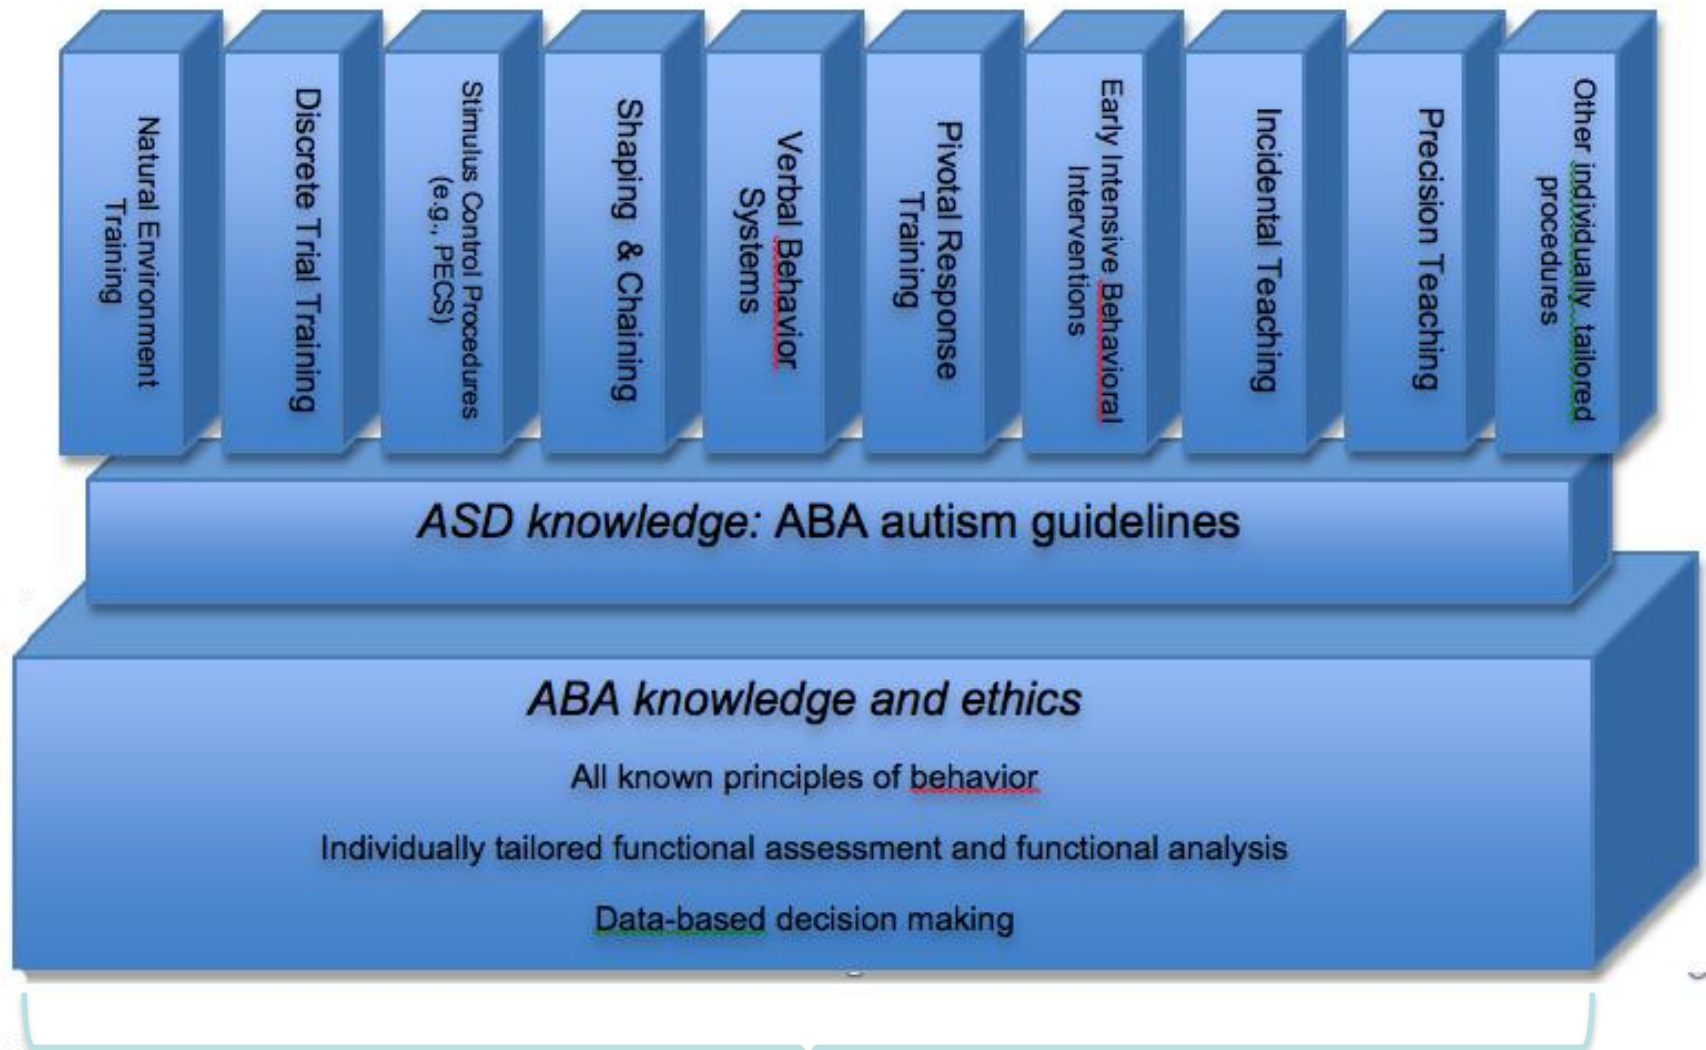 Natural Environment
Training
Discrete Trial Training
Stimulus Control Procedures
(e.g., PECS)
Shaping & Chaining
Verbal Behavior
Systems
Pivotal Response
Training
Early Intensive Behavioral
Interventions
Incidental Teaching
Precision Teaching
Other individually tailored
procedures
ASD knowledge: ABA autism guidelines
ABA knowledge and ethics
All known principles of behavior
Individually tailored functional assessment and functional analysis
Data-based decision making